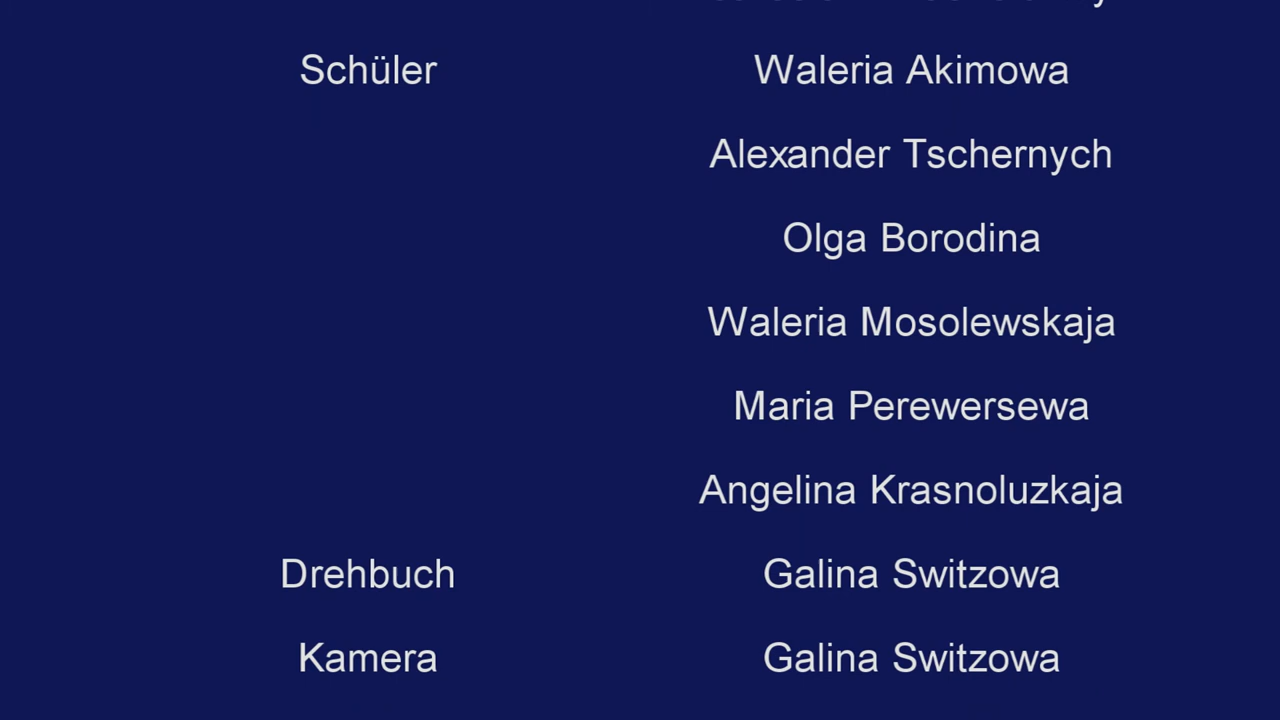 Schüler Waleria Akimowa
Alexander Tschernych
Olga Borodina
Waleria Mosolewskaja
Maria Perewersewa
Angelina Krasnoluzkaja
Drehbuch Galina Switzowa
Kamera Galina Switzowa